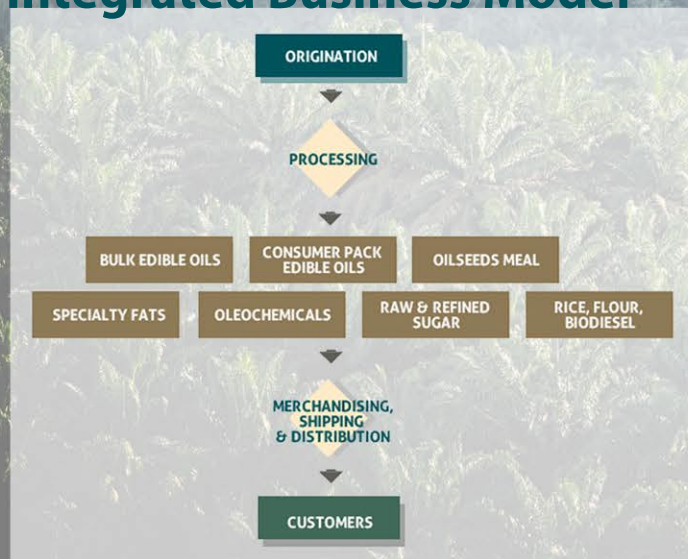 Integrated Business Model
ORIGINATION
PROCESSING
BULK EDIBLE OILS
CONSUMER PACK
EDIBLE OILS
OILSEEDS MEAL
SPECIALTY FATS
OLEOCHEMICALS
RAW & REFINED
SUGAR
RICE, FLOUR,
BIODIESEL
MERCHANDISING,
SHIPPING
& DISTRIBUTION
CUSTOMERS